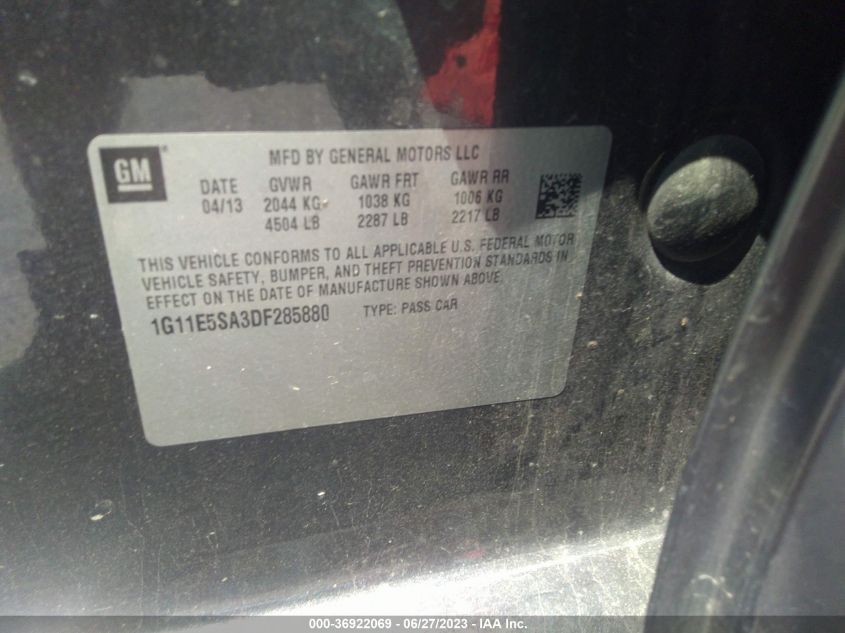 GM ®
MFD BY GENERAL MOTORS LLC
DATE GVWR GAWR FRT GAWR RR
04/13 2044 KG 1038 KG 1006 KG
4504 LB 2287 LB 2217 LB
THIS VEHICLE CONFORMS TO ALL APPLICABLE U.S. FEDERAL MOTOR
VEHICLE SAFETY, BUMPER, AND THEFT PREVENTION STANDARDS IN
EFFECT ON THE DATE OF MANUFACTURE SHOWN ABOVE.
1G11E5SA3DF285880 TYPE: PASS CAR
000-36922069 - 06/27/2023 - IAA Inc.